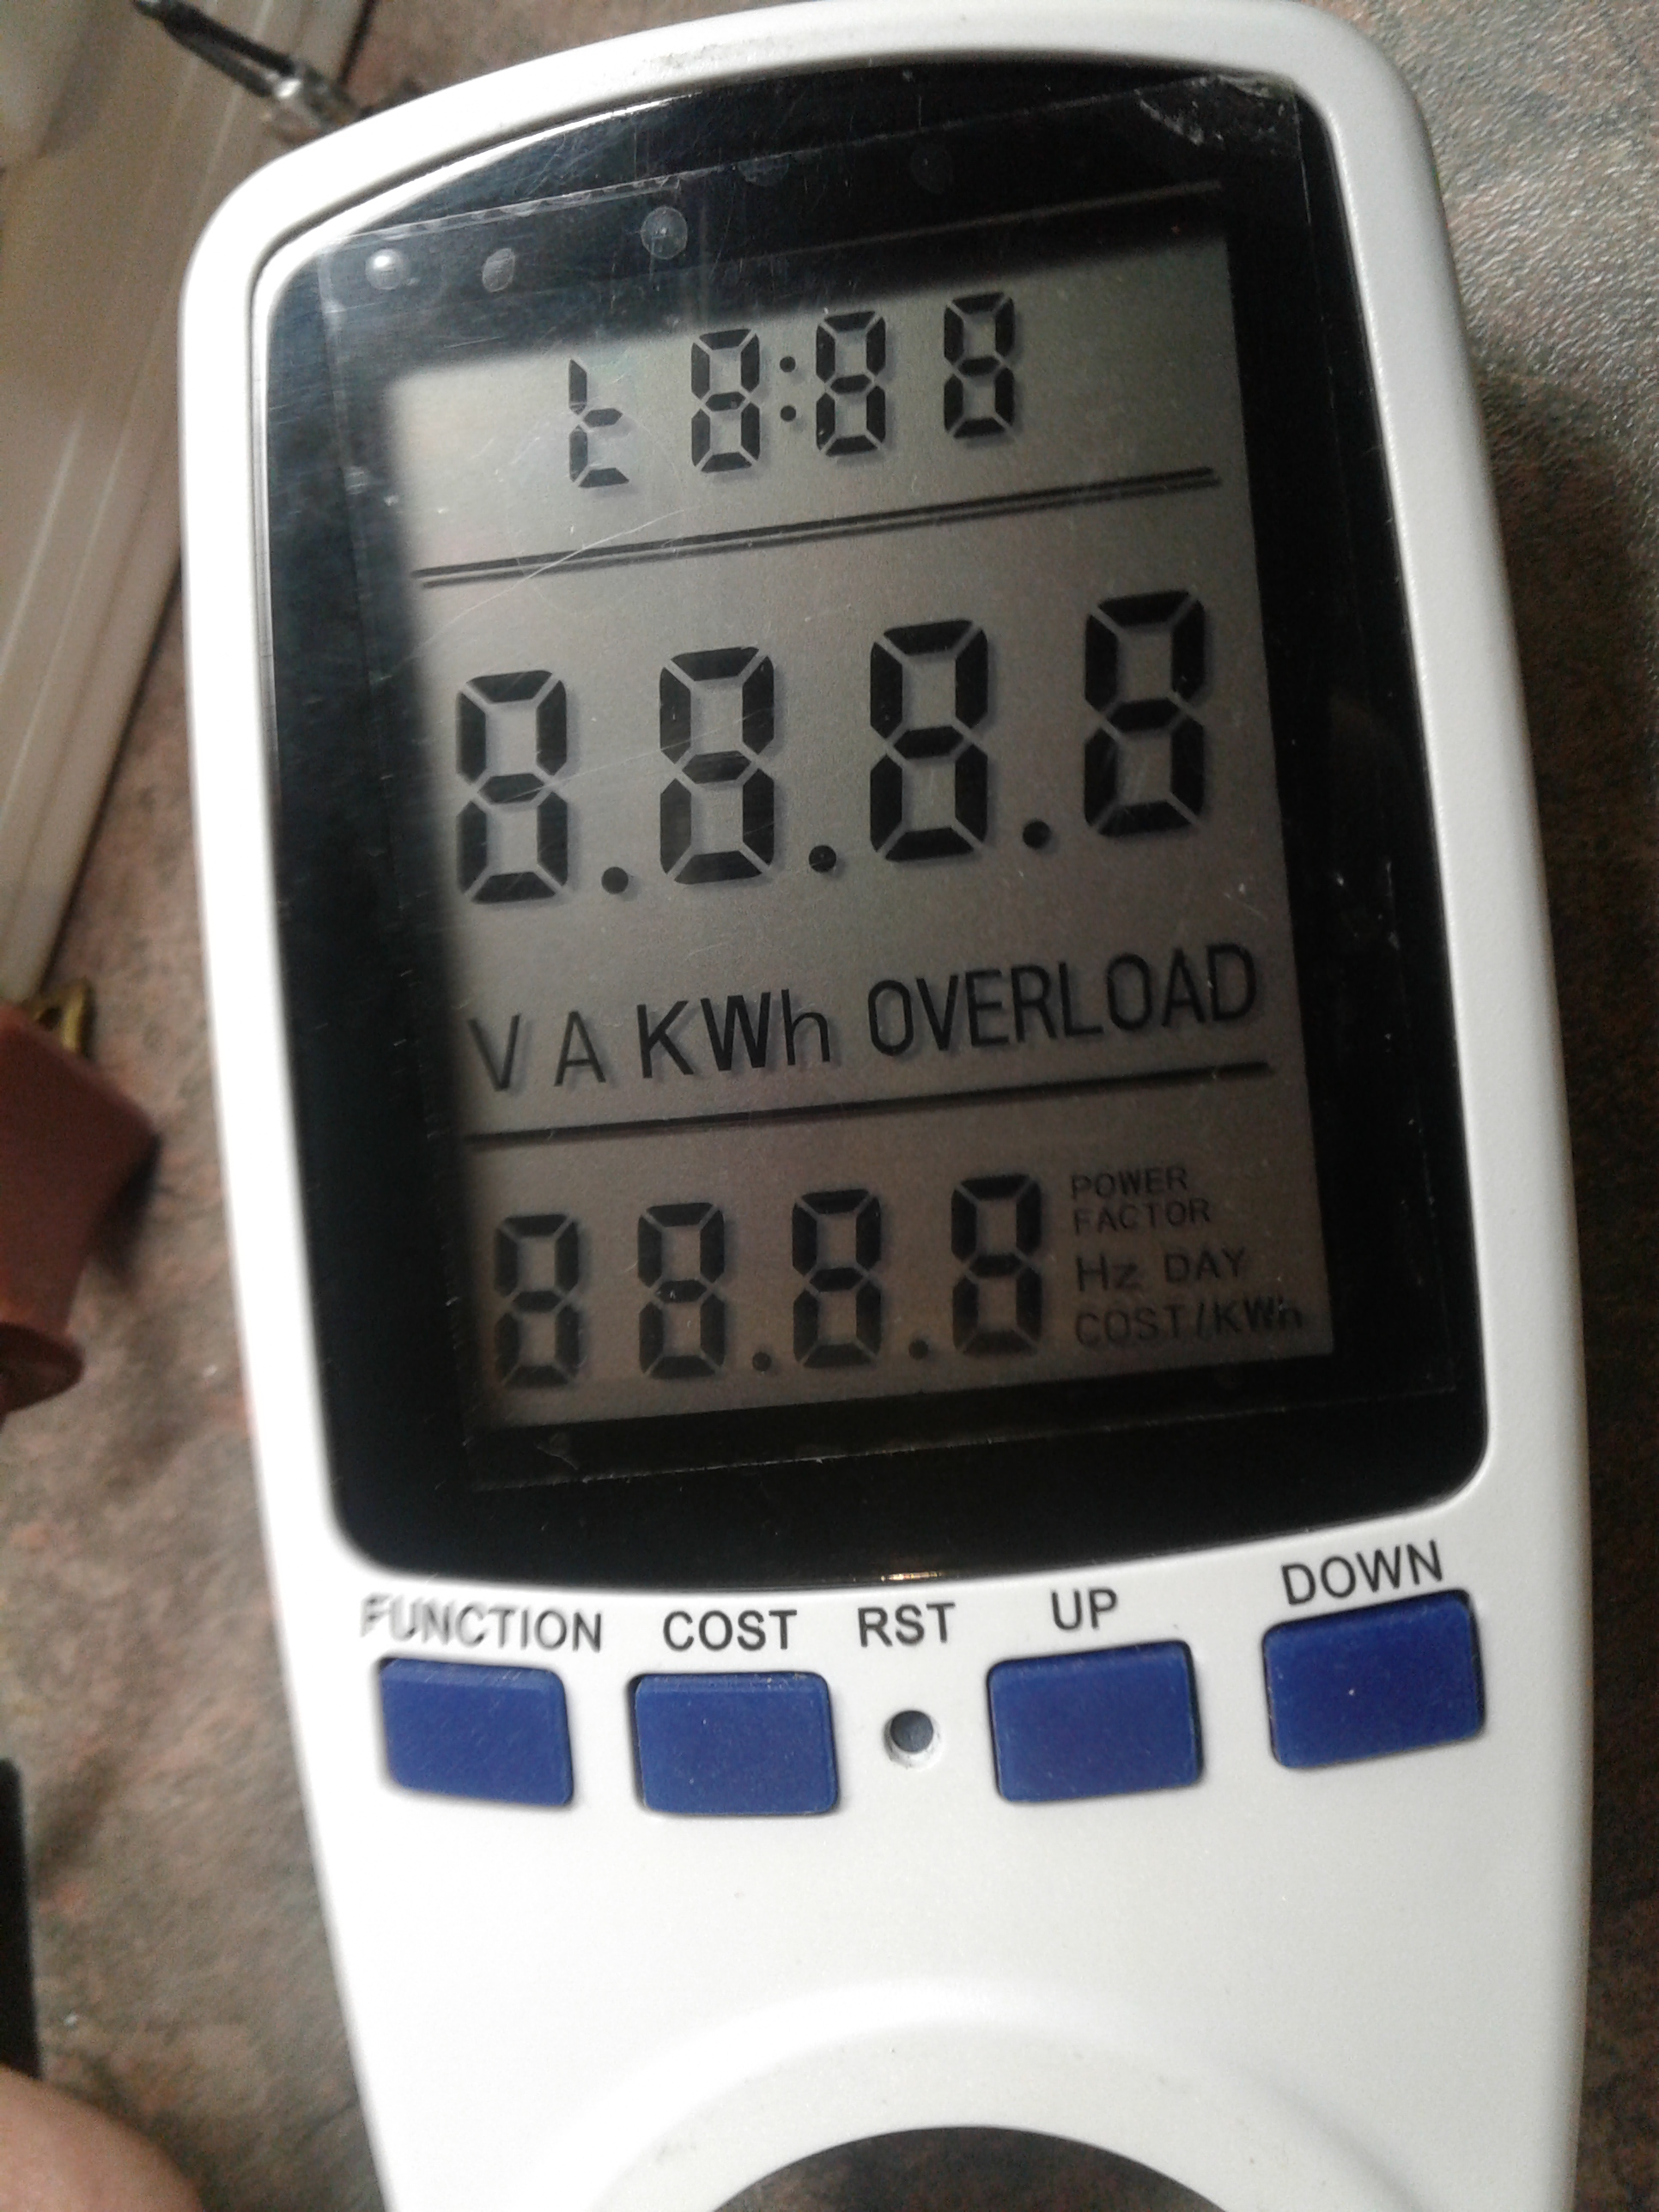 t 8:88
8.8.8.8
V A KWh OVERLOAD
88.8.8
POWER
FACTOR
Hz DAY
COST/KWh
FUNCTION COST RST UP DOWN